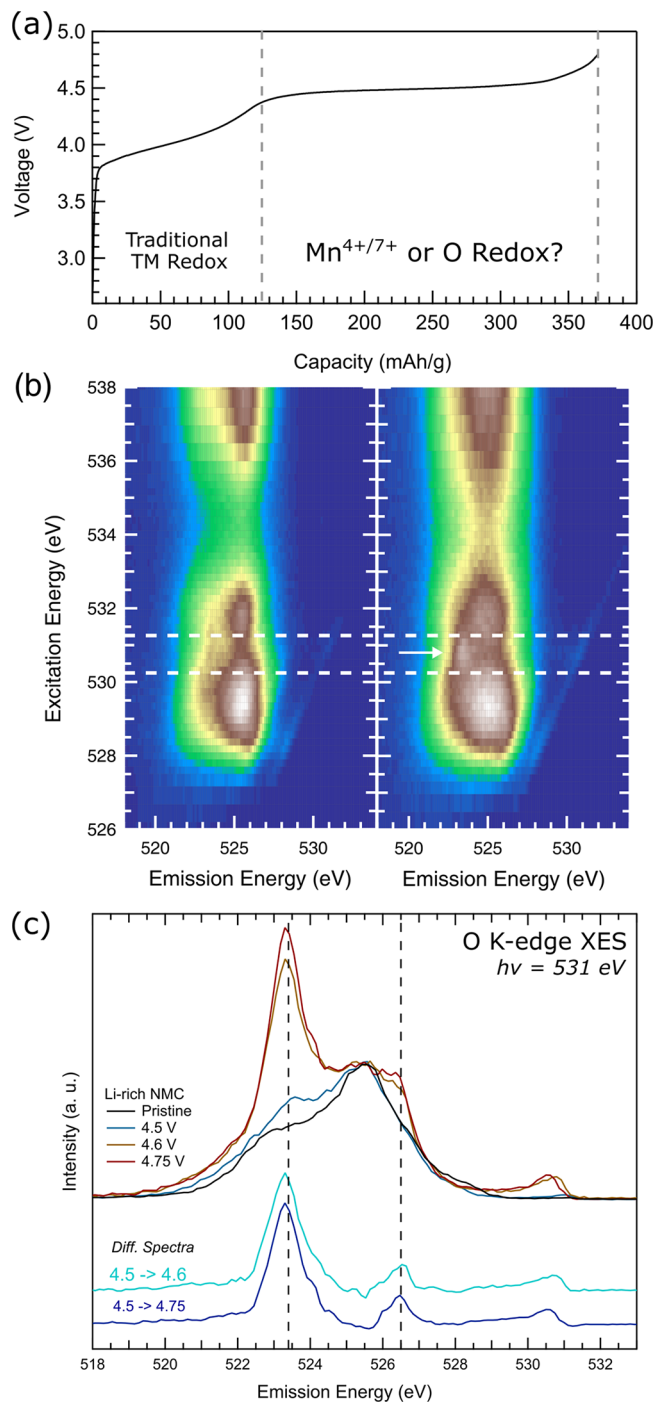 (a)
5.0
4.5
4.0
3.5
3.0
Voltage (V)
Traditional
TM Redox
Mn4+/7+ or O Redox?
0 50 100 150 200 250 300 350 400
Capacity (mAh/g)
(b)
538
536
534
532
530
528
526
Excitation Energy (eV)
520 525 530 520 525 530
Emission Energy (eV) Emission Energy (eV)
(c)
O K-edge XES
hv = 531 eV
Intensity (a. u.)
Li-rich NMC
Pristine
4.5 V
4.6 V
4.75 V
Diff. Spectra
4.5 -> 4.6
4.5 -> 4.75
518 520 522 524 526 528 530 532
Emission Energy (eV)